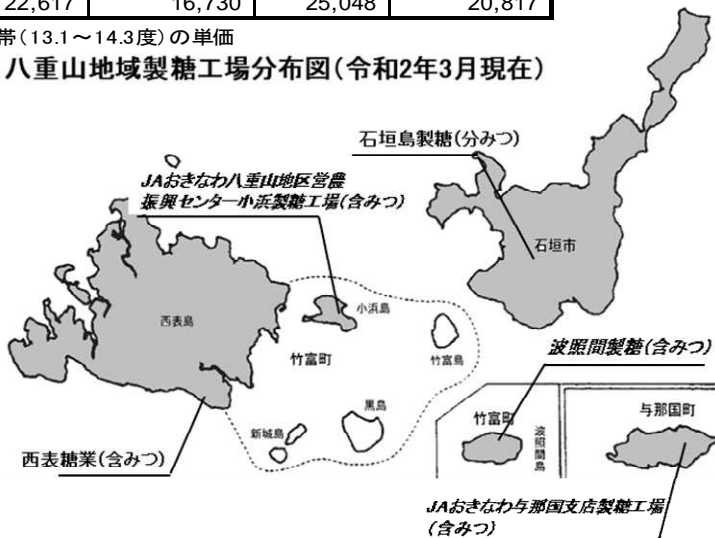 22,617 16,730 25,048 20,817
帯(13.1～14.3度)の単価
八重山地域製糖工場分布図(令和2年3月現在)
石垣島製糖(分みつ)
JAおきなわ八重山地区営農
振興センター小浜製糖工場(含みつ)
石垣市
西表島
小浜島
竹富町
竹富島
波照間製糖(含みつ)
黒島
新城島
竹富町
波照間島
与那国町
西表糖業(含みつ)
JAおきなわ与那国支店製糖工場
(含みつ)